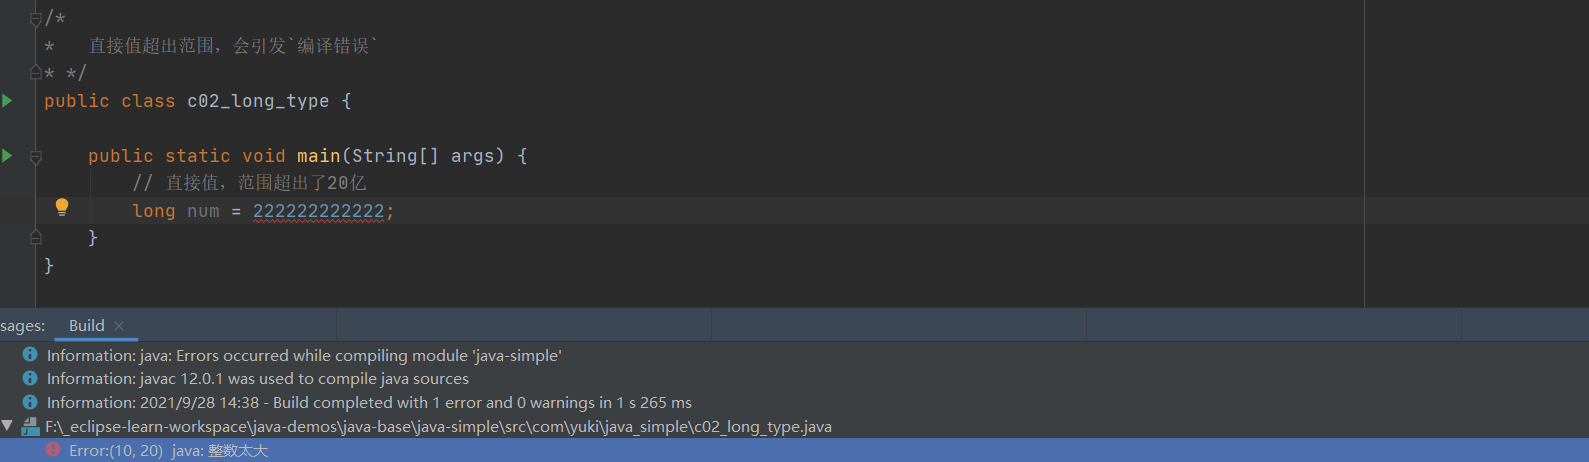 /*
*   直接值超出范围，会引发`编译错误`
* */
public class c02_long_type {
    public static void main(String[] args) {
        // 直接值，范围超出了20亿
        long num = 222222222222;
    }
}
sages: Build ×
Information: java: Errors occurred while compiling module 'java-simple'
Information: javac 12.0.1 was used to compile java sources
Information: 2021/9/28 14:38 - Build completed with 1 error and 0 warnings in 1 s 265 ms
F:\_eclipse-learn-workspace\java-demos\java-base\java-simple\src\com\yuki\java_simple\c02_long_type.java
Error:(10, 20)  java: 整数太大